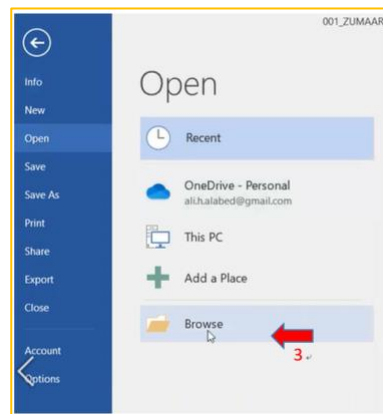 001_ZUMAAR
Info
New
Open
Save
Save As
Print
Share
Export
Close
Account
Options
Open
Recent
OneDrive - Personal
ali.h.alabed@gmail.com
This PC
Add a Place
Browse
3